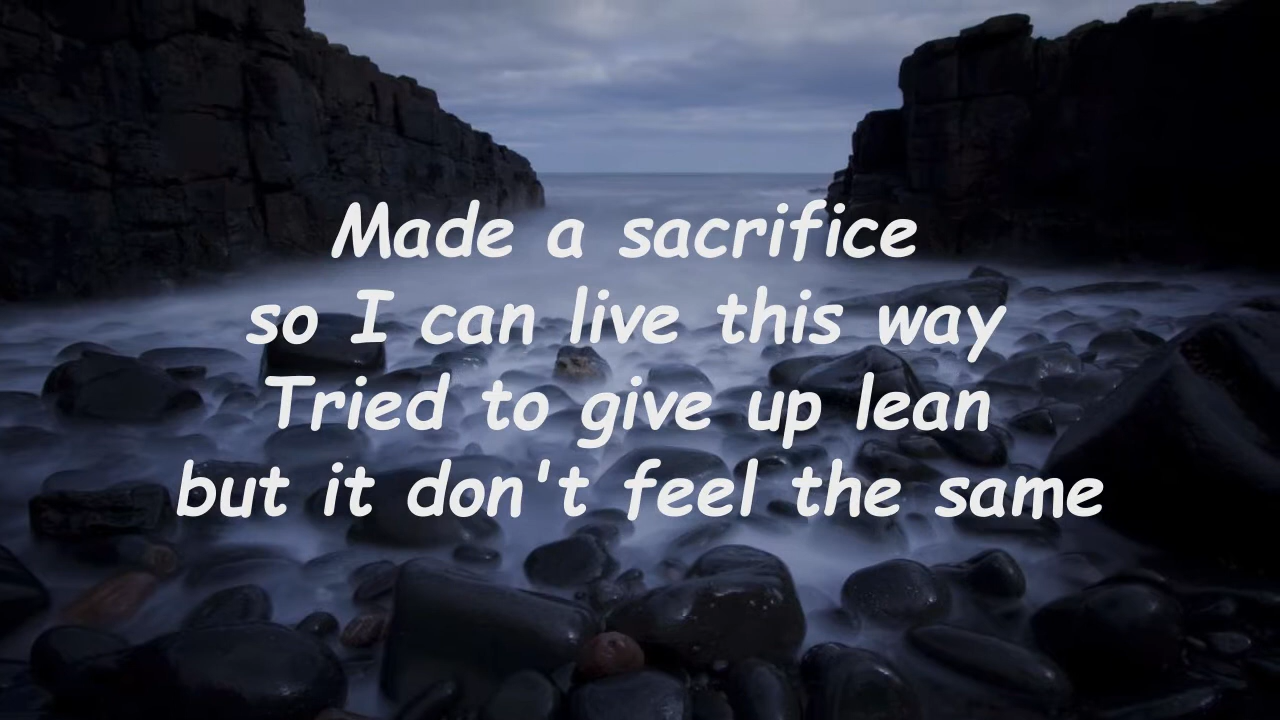 Made a sacrifice
so I can live this way
Tried to give up lean
but it don't feel the same